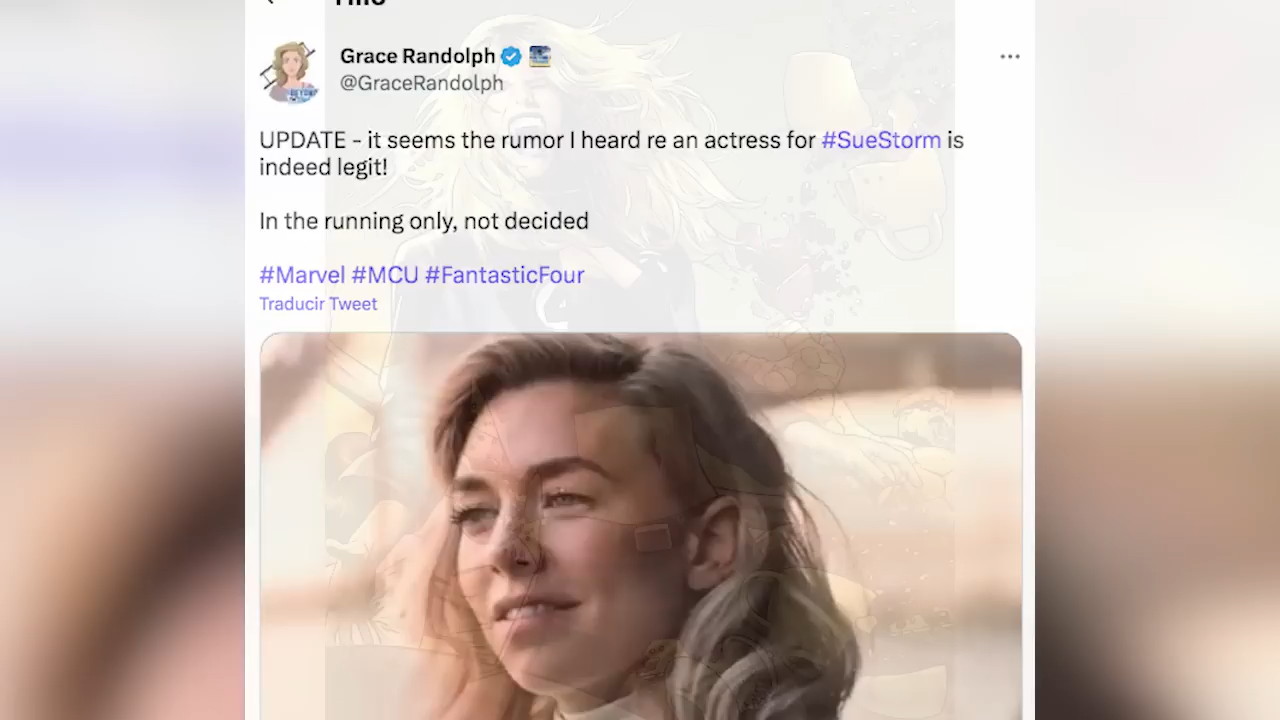 Hilo
Grace Randolph
@GraceRandolph
UPDATE - it seems the rumor I heard re an actress for #SueStorm is
indeed legit!
In the running only, not decided
#Marvel #MCU #FantasticFour
Traducir Tweet